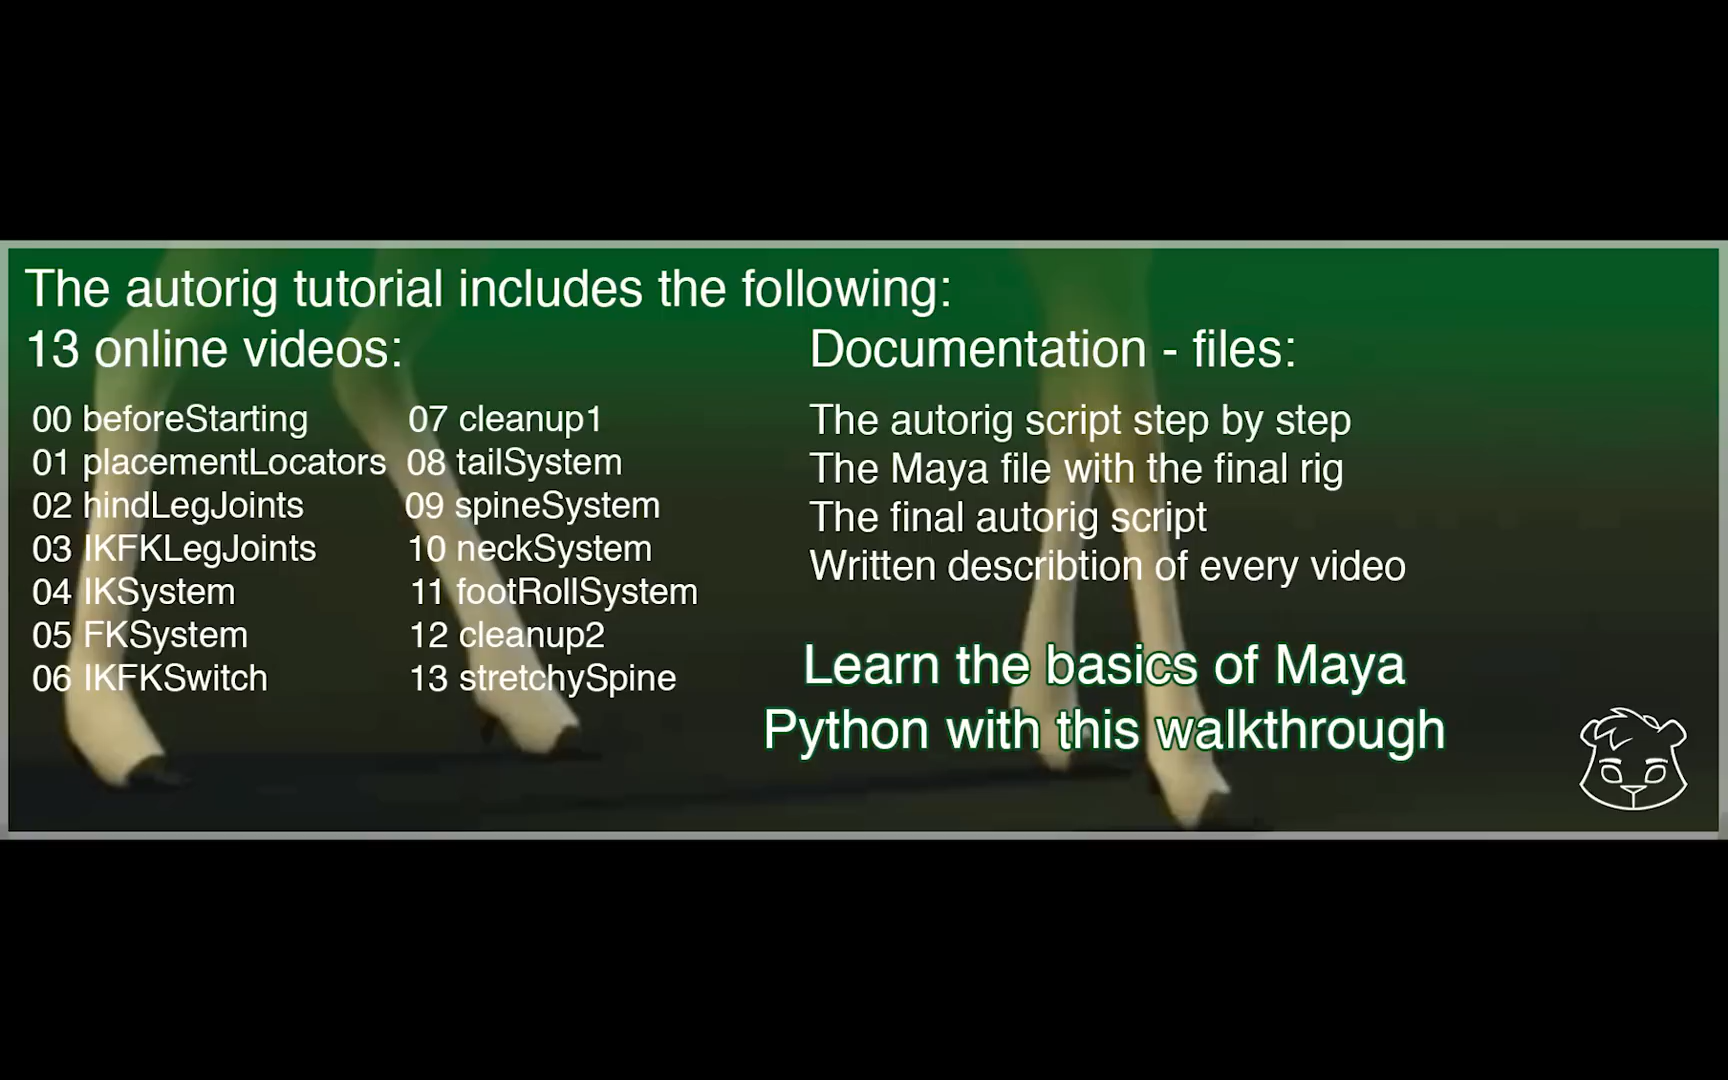 The autorig tutorial includes the following:
13 online videos:
00 beforeStarting
01 placementLocators
02 hindLegJoints
03 IKFKLegJoints
04 IKSystem
05 FKSystem
06 IKFKSwitch
07 cleanup1
08 tailSystem
09 spineSystem
10 neckSystem
11 footRollSystem
12 cleanup2
13 stretchySpine
Documentation - files:
The autorig script step by step
The Maya file with the final rig
The final autorig script
Written describtion of every video
Learn the basics of Maya
Python with this walkthrough